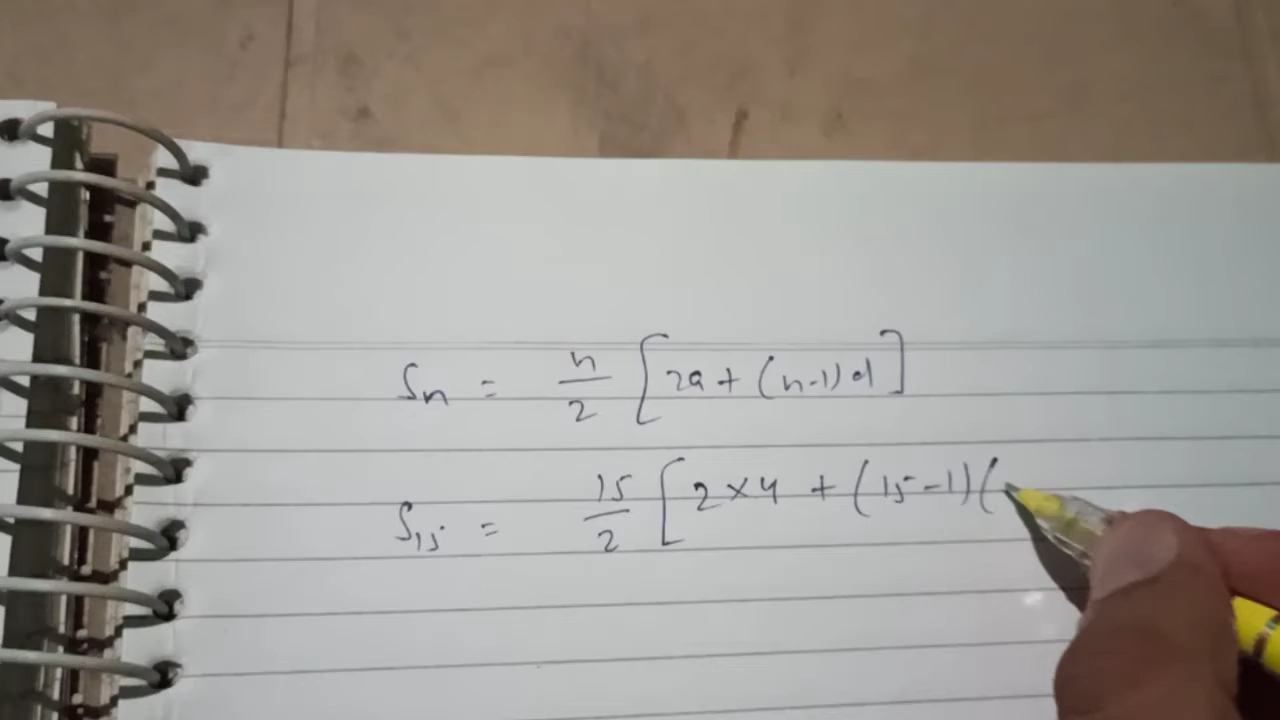 Sn = n/2 [2a + (n-1)d]
S15 = 15/2 [2×4 + (15-1)(